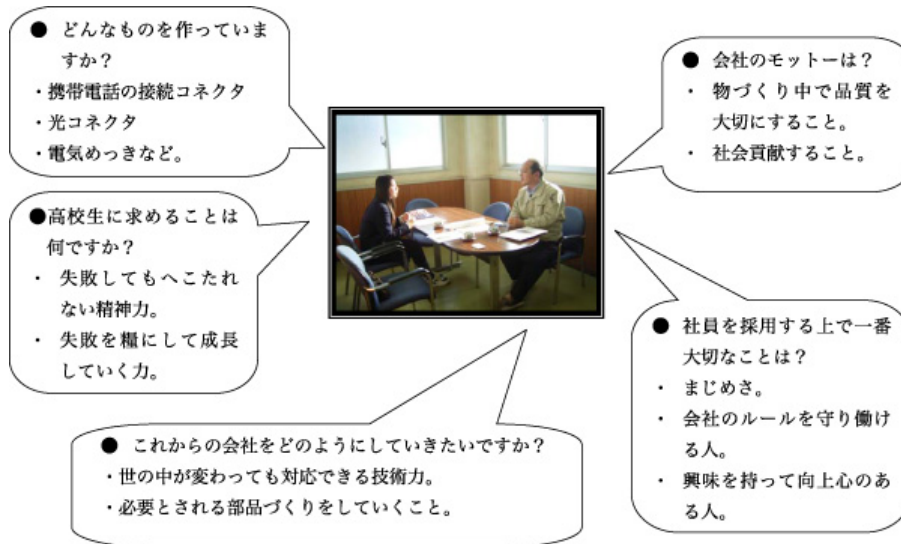 ● どんなものを作っていま
すか？
・携帯電話の接続コネクタ
・光コネクタ
・電気めっきなど。
● 会社のモットーは？
・ 物づくり中で品質を
大切にすること。
・ 社会貢献すること。
●高校生に求めることは
何ですか？
・ 失敗してもへこたれ
ない精神力。
・ 失敗を糧にして成長
していく力。
● 社員を採用する上で一番
大切なことは？
・ まじめさ。
・ 会社のルールを守り働け
る人。
・ 興味を持って向上心のあ
る人。
● これからの会社をどのようにしていきたいですか？
・世の中が変わっても対応できる技術力。
・必要とされる部品づくりをしていくこと。